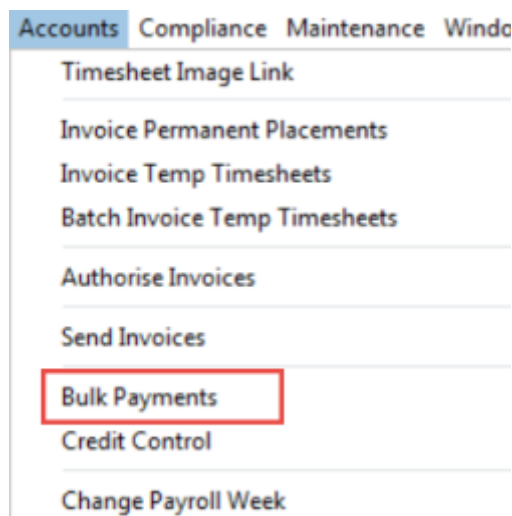 Accounts Compliance Maintenance Windo
Timesheet Image Link
Invoice Permanent Placements
Invoice Temp Timesheets
Batch Invoice Temp Timesheets
Authorise Invoices
Send Invoices
Bulk Payments
Credit Control
Change Payroll Week